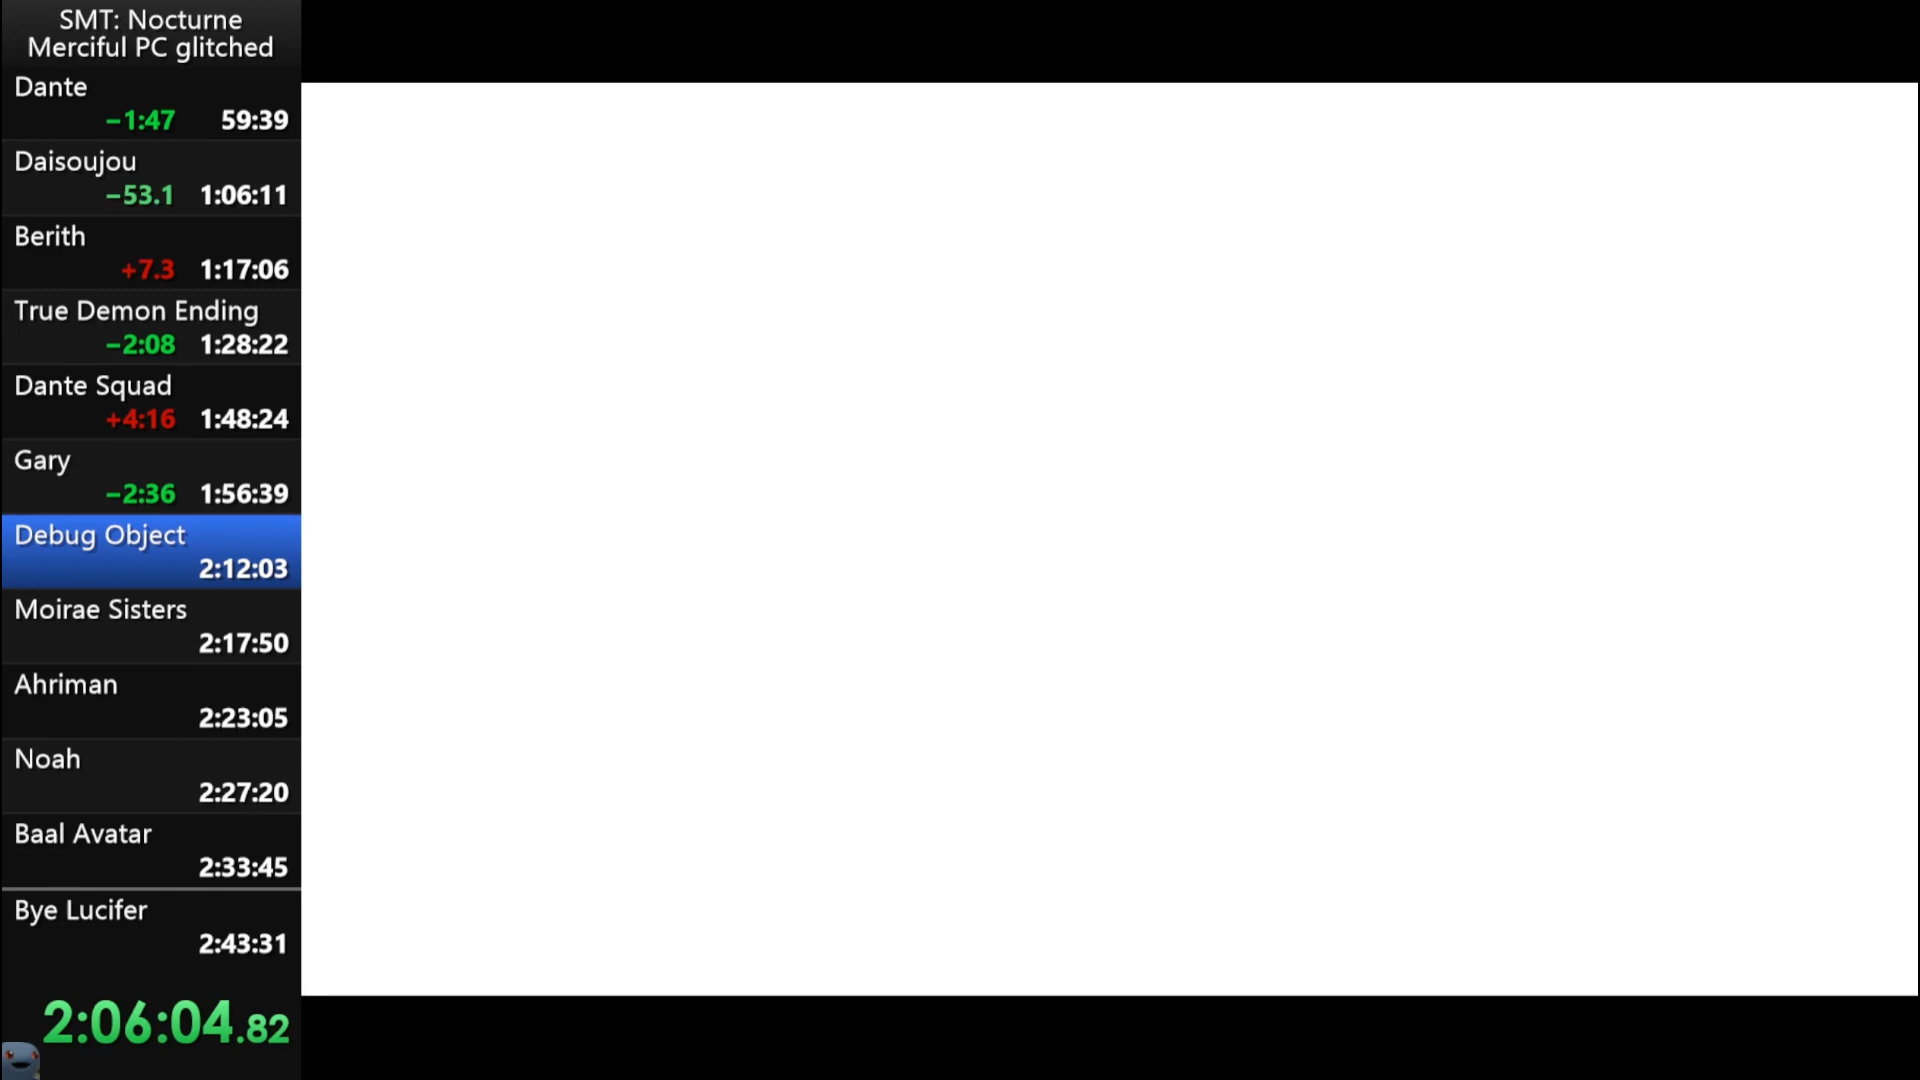 SMT: Nocturne
Merciful PC glitched
Dante
−1:47 59:39
Daisoujou
−53.1 1:06:11
Berith
+7.3 1:17:06
True Demon Ending
−2:08 1:28:22
Dante Squad
+4:16 1:48:24
Gary
−2:36 1:56:39
Debug Object
2:12:03
Moirae Sisters
2:17:50
Ahriman
2:23:05
Noah
2:27:20
Baal Avatar
2:33:45
Bye Lucifer
2:43:31
2:06:04.82